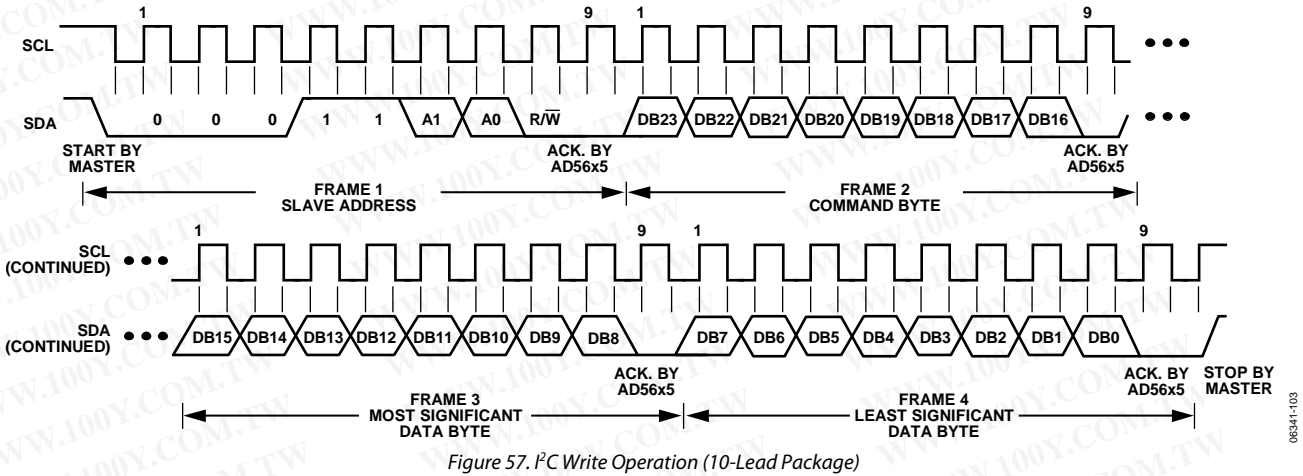 1 9 1 9
SCL
SDA
0 0 0 1 1 A1 A0 R/W̅ DB23 DB22 DB21 DB20 DB19 DB18 DB17 DB16
START BY
MASTER
ACK. BY
AD56x5
ACK. BY
AD56x5
FRAME 1
SLAVE ADDRESS
FRAME 2
COMMAND BYTE
1 9 1 9
SCL
(CONTINUED)
SDA
(CONTINUED)
DB15 DB14 DB13 DB12 DB11 DB10 DB9 DB8 DB7 DB6 DB5 DB4 DB3 DB2 DB1 DB0
ACK. BY
AD56x5
ACK. BY
AD56x5
STOP BY
MASTER
FRAME 3
MOST SIGNIFICANT
DATA BYTE
FRAME 4
LEAST SIGNIFICANT
DATA BYTE
06341-103
Figure 57. I²C Write Operation (10-Lead Package)
WWW.100Y.COM.TW